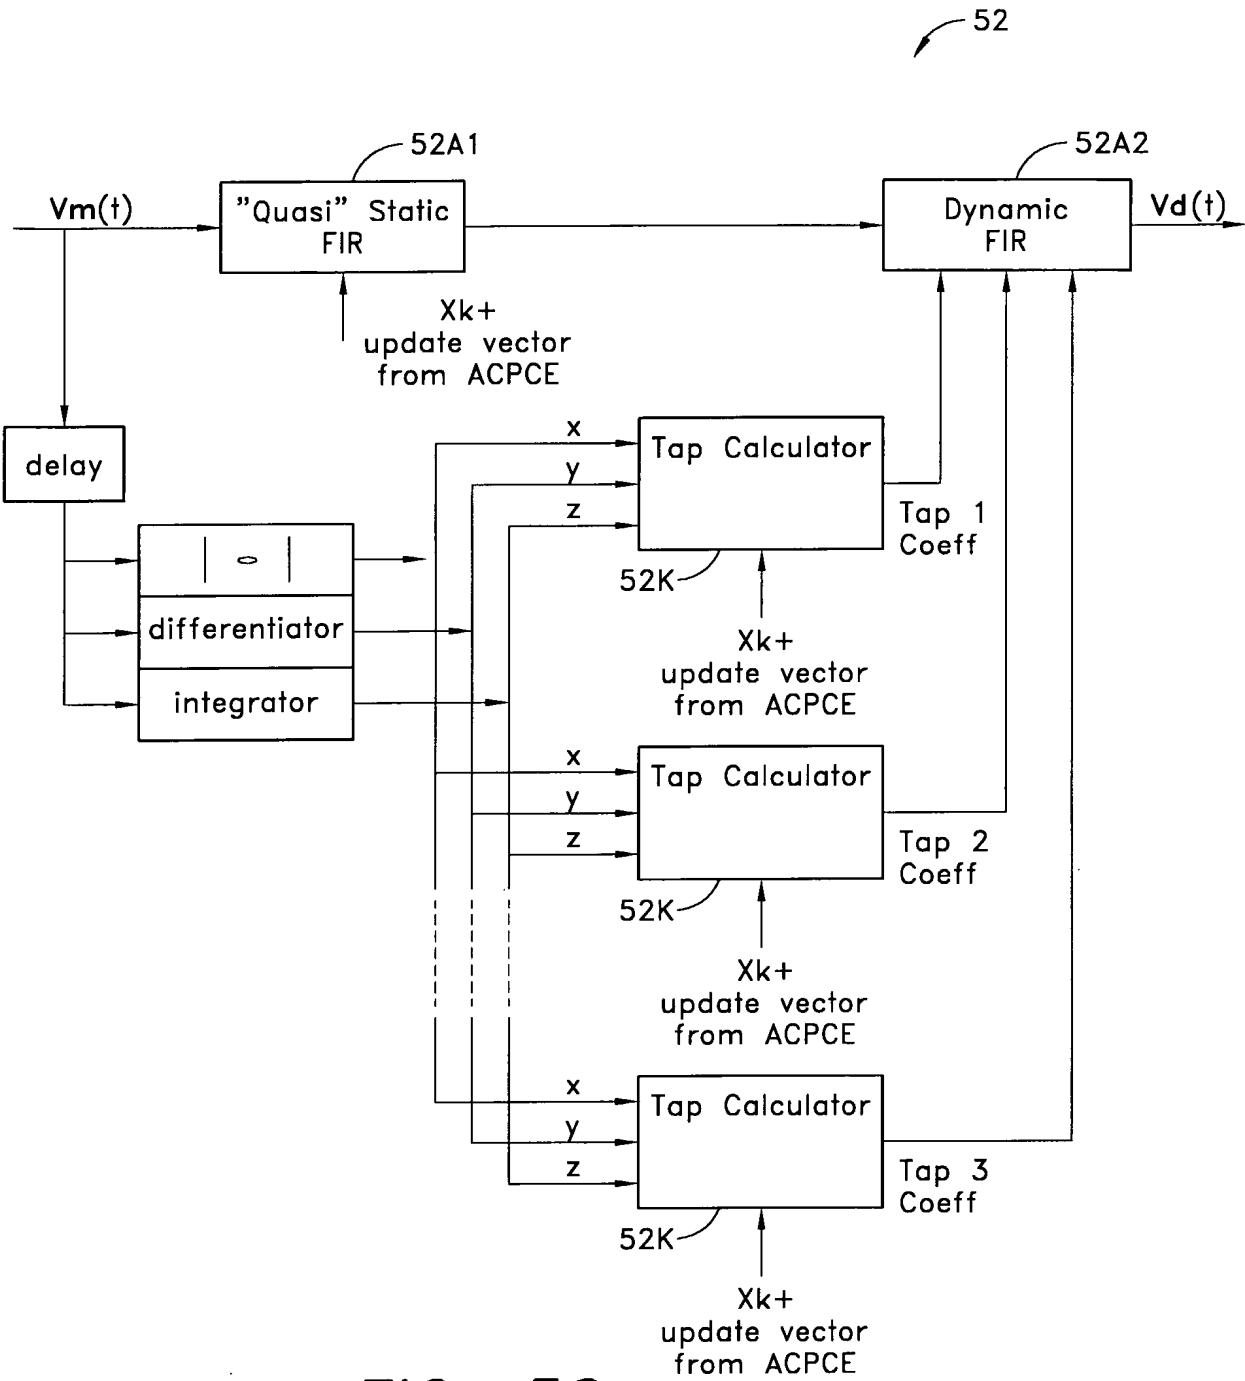 52
52A1
52A2
Vm(t)
"Quasi" Static
FIR
Dynamic
FIR
Vd(t)
Xk+
update vector
from ACPCE
delay
| o |
differentiator
integrator
x
y
z
Tap Calculator
Tap 1
Coeff
52K
Xk+
update vector
from ACPCE
x
y
z
Tap Calculator
Tap 2
Coeff
52K
Xk+
update vector
from ACPCE
x
y
z
Tap Calculator
Tap 3
Coeff
52K
Xk+
update vector
from ACPCE